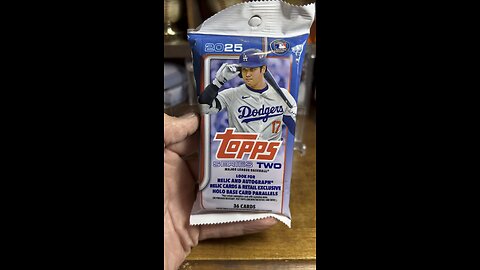 2025
Dodgers
17
TOPPS
SERIES TWO
MAJOR LEAGUE BASEBALL
LOOK FOR
RELIC AND AUTOGRAPH*
RELIC CARDS & RETAIL EXCLUSIVE
HOLO BASE CARD PARALLELS
36 CARDS